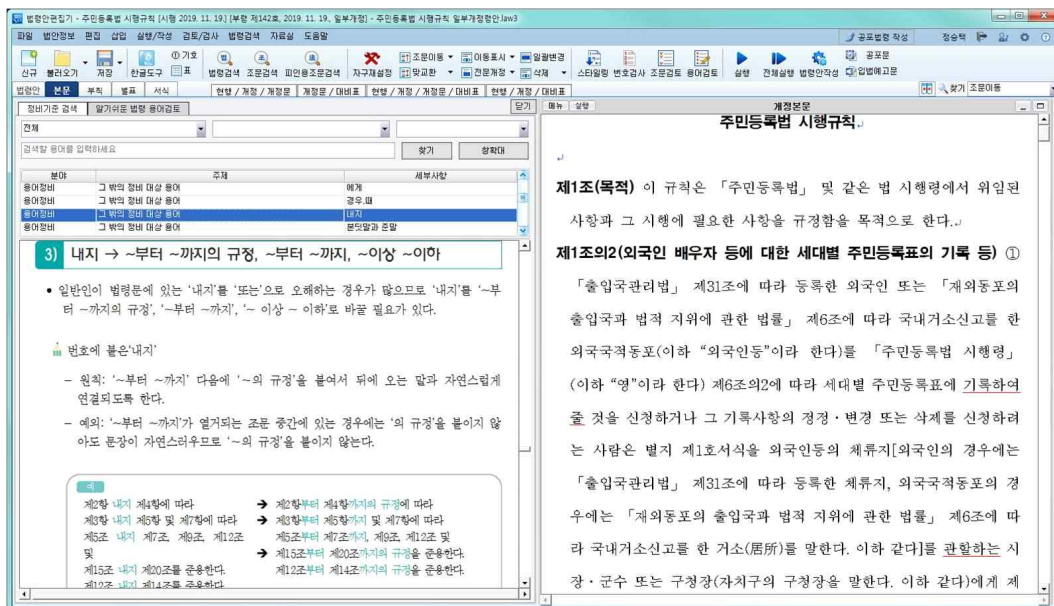 법령안편집기 - 주민등록법 시행규칙 [시행 2019. 11. 19.] [부령 제142호, 2019. 11. 19., 일부개정] - 주민등록법 시행규칙 일부개정령안.law3
파일 법안정보 편집 삽입 실행/작성 검토/검사 법령검색 자료실 도움말
공포법령 작성 정승택
신규 불러오기 저장 한글도구 ①기호 표 법령검색 조문검색 피인용조문검색 자구재설정 조문이동 맞교환 이동표시 전문개정 일괄변경 삭제 스타일링 번호검사 조문검토 용어검토 실행 전체실행 법령안작성 공포문 입법예고문
법령안 본문 부칙 별표 서식 현행 / 개정 / 개정문 개정문 / 대비표 현행 / 개정 / 개정문 / 대비표 현행 / 개정문 / 대비표 찾기 조문이동
정비기준 검색 알기쉬운 법령 용어검토 닫기
전체
검색할 용어를 입력하세요 찾기 창확대
분야 주제 세부사항
용어정비 그 밖의 정비 대상 용어 에게
용어정비 그 밖의 정비 대상 용어 경우,때
용어정비 그 밖의 정비 대상 용어 내지
용어정비 그 밖의 정비 대상 용어 본딧말과 준말
3) 내지 → ~부터 ~까지의 규정, ~부터 ~까지, ~이상 ~이하
• 일반인이 법령문에 있는 ‘내지’를 ‘또는’으로 오해하는 경우가 많으므로 ‘내지’를 ‘~부
터 ~까지의 규정’, ‘~부터 ~까지’, ‘~ 이상 ~ 이하’로 바꿀 필요가 있다.
번호에 붙은‘내지’
– 원칙: ‘~부터 ~까지’ 다음에 ‘~의 규정’을 붙여서 뒤에 오는 말과 자연스럽게
연결되도록 한다.
– 예외: ‘~부터 ~까지’가 열거되는 조문 중간에 있는 경우에는 ‘의 규정’을 붙이지 않
아도 문장이 자연스러우므로 ‘~의 규정’을 붙이지 않는다.
예
제2항 내지 제4항에 따라 ➔ 제2항부터 제4항까지의 규정에 따라
제3항 내지 제5항 및 제7항에 따라 ➔ 제3항부터 제5항까지 및 제7항에 따라
제5조 내지 제7조, 제9조, 제12조 제5조부터 제7조까지, 제9조, 제12조 및
및 ➔ 제15조부터 제20조까지의 규정을 준용한다.
제15조 내지 제20조를 준용한다. 제12조부터 제14조까지의 규정을 준용한다.
제12조 내지 제14조를 준용한다.
메뉴 실행 개정본문
주민등록법 시행규칙
제1조(목적) 이 규칙은 「주민등록법」 및 같은 법 시행령에서 위임된
사항과 그 시행에 필요한 사항을 규정함을 목적으로 한다.
제1조의2(외국인 배우자 등에 대한 세대별 주민등록표의 기록 등) ①
「출입국관리법」 제31조에 따라 등록한 외국인 또는 「재외동포의
출입국과 법적 지위에 관한 법률」 제6조에 따라 국내거소신고를 한
외국국적동포(이하 “외국인등”이라 한다)를 「주민등록법 시행령」
(이하 “영”이라 한다) 제6조의2에 따라 세대별 주민등록표에 기록하여
줄 것을 신청하거나 그 기록사항의 정정ㆍ변경 또는 삭제를 신청하려
는 사람은 별지 제1호서식을 외국인등의 체류지[외국인의 경우에는
「출입국관리법」 제31조에 따라 등록한 체류지, 외국국적동포의 경
우에는 「재외동포의 출입국과 법적 지위에 관한 법률」 제6조에 따
라 국내거소신고를 한 거소(居所)를 말한다. 이하 같다]를 관할하는 시
장ㆍ군수 또는 구청장(자치구의 구청장을 말한다. 이하 같다)에게 제